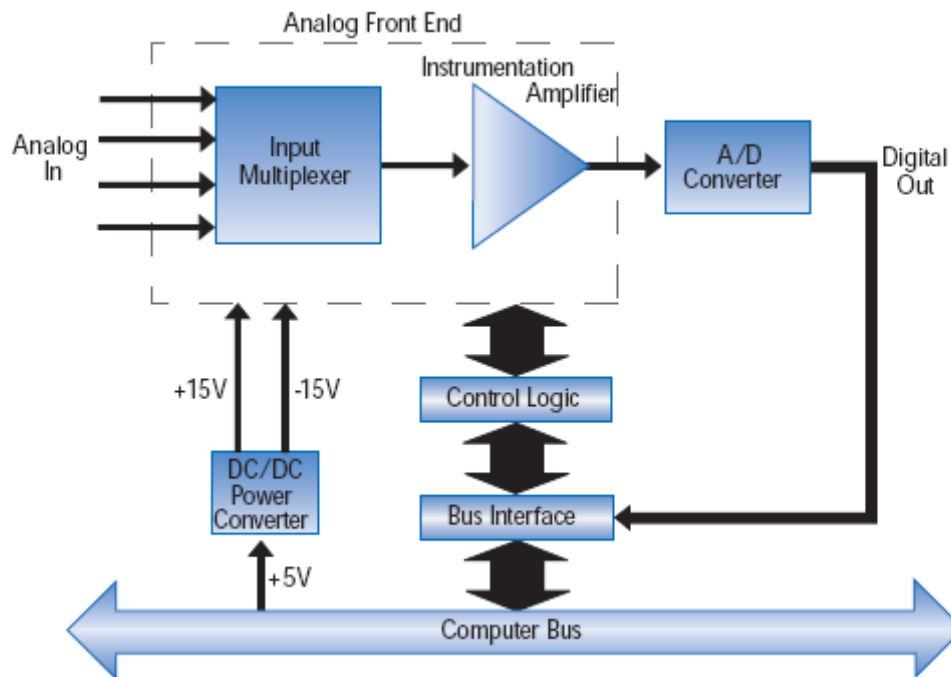 Analog Front End
Instrumentation
Amplifier
Analog
In
Input
Multiplexer
A/D
Converter
Digital
Out
+15V
-15V
Control Logic
DC/DC
Power
Converter
Bus Interface
+5V
Computer Bus